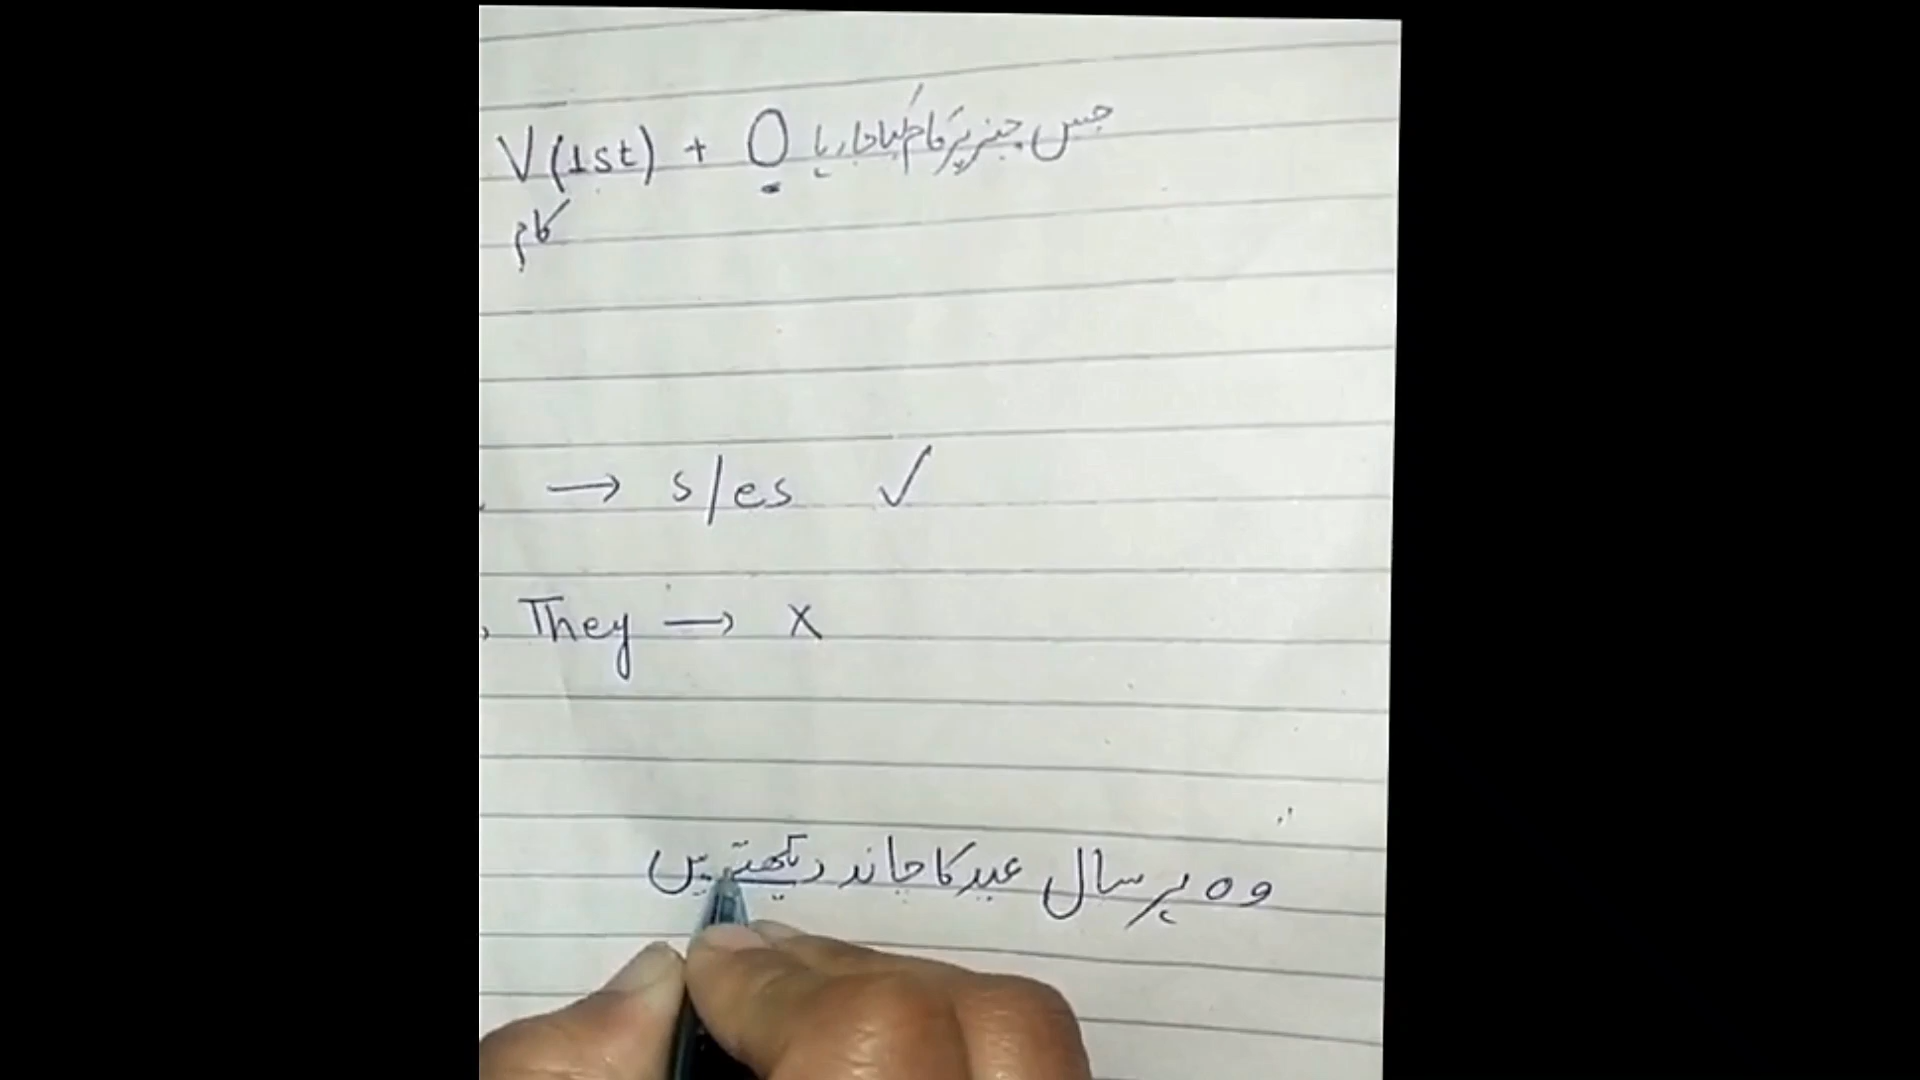 V(1st) + O جس چیز پر کام کیا جا رہا
کام
→ s/es ✓
, They → x
وہ ہر سال عید کا چاند دیکھتے ہیں